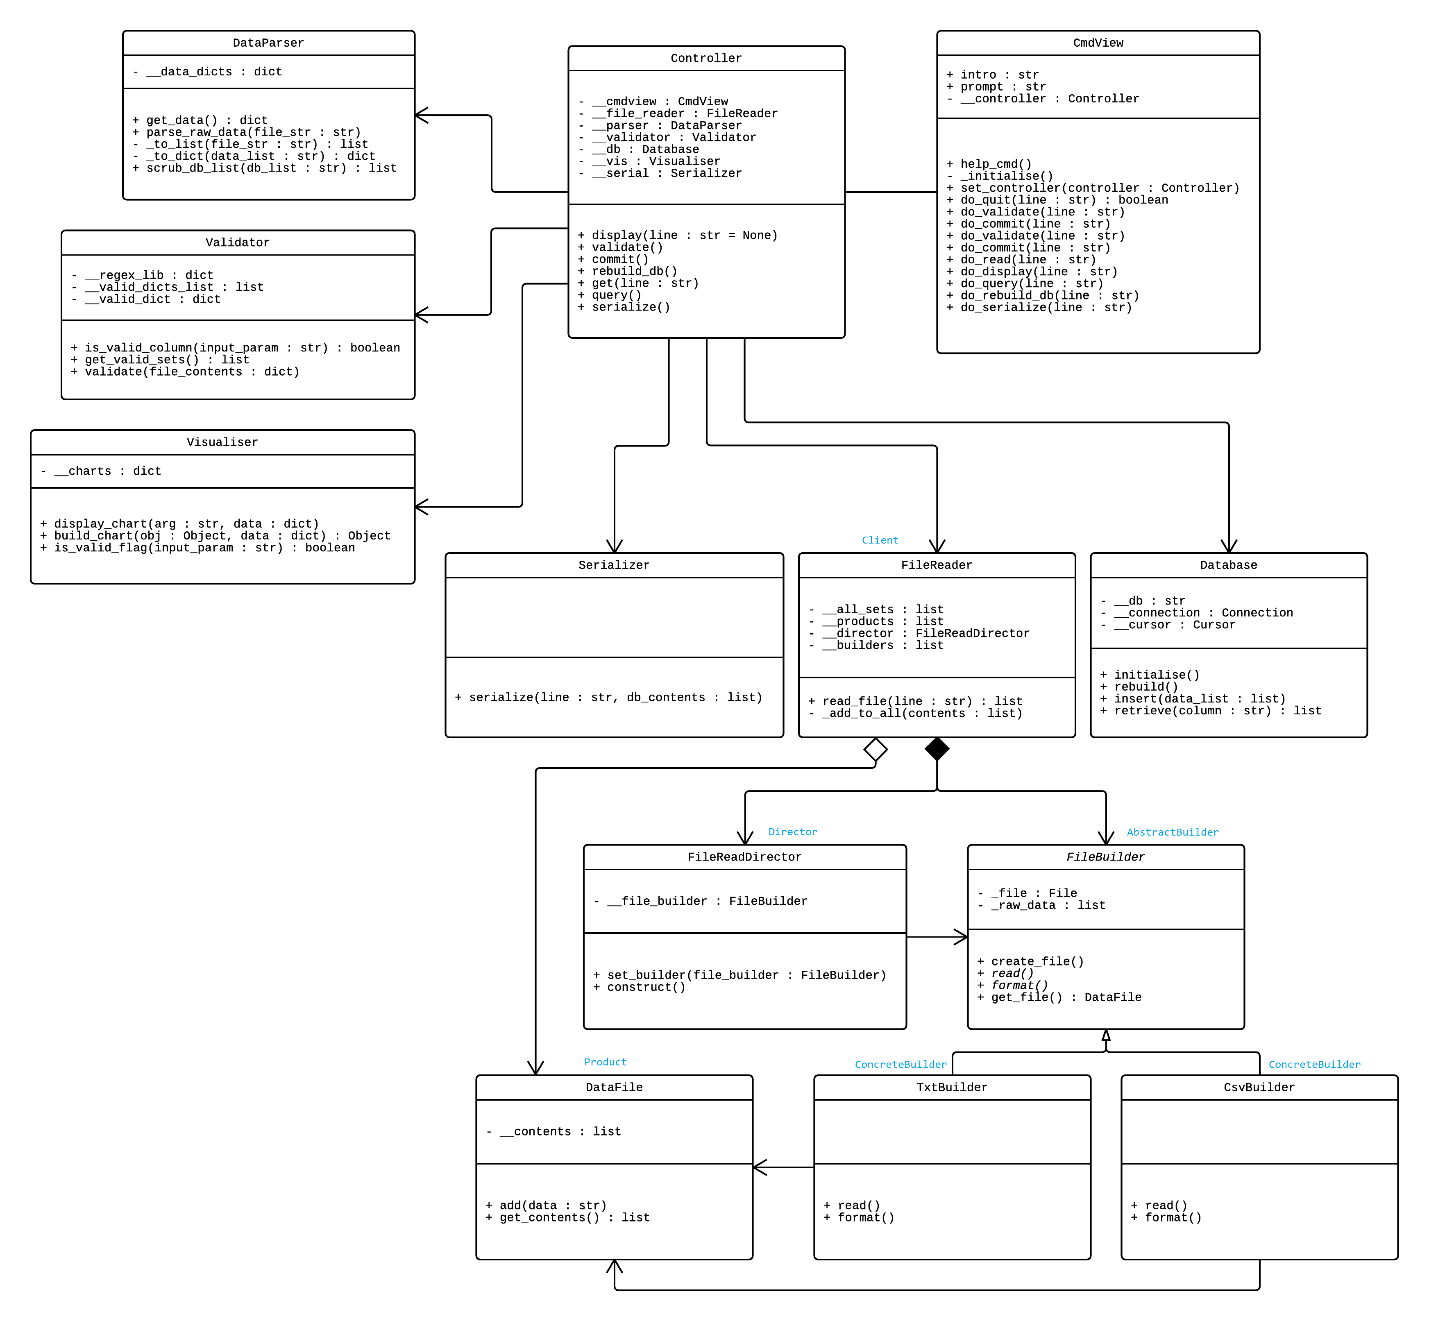 DataParser
- __data_dicts : dict
+ get_data() : dict
+ parse_raw_data(file_str : str)
- _to_list(file_str : str) : list
- _to_dict(data_list : str) : dict
+ scrub_db_list(db_list : str) : list
Controller
- __cmdview : CmdView
- __file_reader : FileReader
- __parser : DataParser
- __validator : Validator
- __db : Database
- __vis : Visualiser
- __serial : Serializer
+ display(line : str = None)
+ validate()
+ commit()
+ rebuild_db()
+ get(line : str)
+ query()
+ serialize()
CmdView
+ intro : str
+ prompt : str
- __controller : Controller
+ help_cmd()
- _initialise()
+ set_controller(controller : Controller)
+ do_quit(line : str) : boolean
+ do_validate(line : str)
+ do_commit(line : str)
+ do_validate(line : str)
+ do_commit(line : str)
+ do_read(line : str)
+ do_display(line : str)
+ do_query(line : str)
+ do_rebuild_db(line : str)
+ do_serialize(line : str)
Validator
- __regex_lib : dict
- __valid_dicts_list : list
- __valid_dict : dict
+ is_valid_column(input_param : str) : boolean
+ get_valid_sets() : list
+ validate(file_contents : dict)
Visualiser
- __charts : dict
+ display_chart(arg : str, data : dict)
+ build_chart(obj : Object, data : dict) : Object
+ is_valid_flag(input_param : str) : boolean
Serializer
+ serialize(line : str, db_contents : list)
Client
FileReader
- __all_sets : list
- __products : list
- __director : FileReadDirector
- __builders : list
+ read_file(line : str) : list
- _add_to_all(contents : list)
Database
- __db : str
- __connection : Connection
- __cursor : Cursor
+ initialise()
+ rebuild()
+ insert(data_list : list)
+ retrieve(column : str) : list
Director
FileReadDirector
- __file_builder : FileBuilder
+ set_builder(file_builder : FileBuilder)
+ construct()
AbstractBuilder
FileBuilder
- _file : File
- _raw_data : list
+ create_file()
+ read()
+ format()
+ get_file() : DataFile
Product
DataFile
- __contents : list
+ add(data : str)
+ get_contents() : list
ConcreteBuilder
TxtBuilder
+ read()
+ format()
ConcreteBuilder
CsvBuilder
+ read()
+ format()